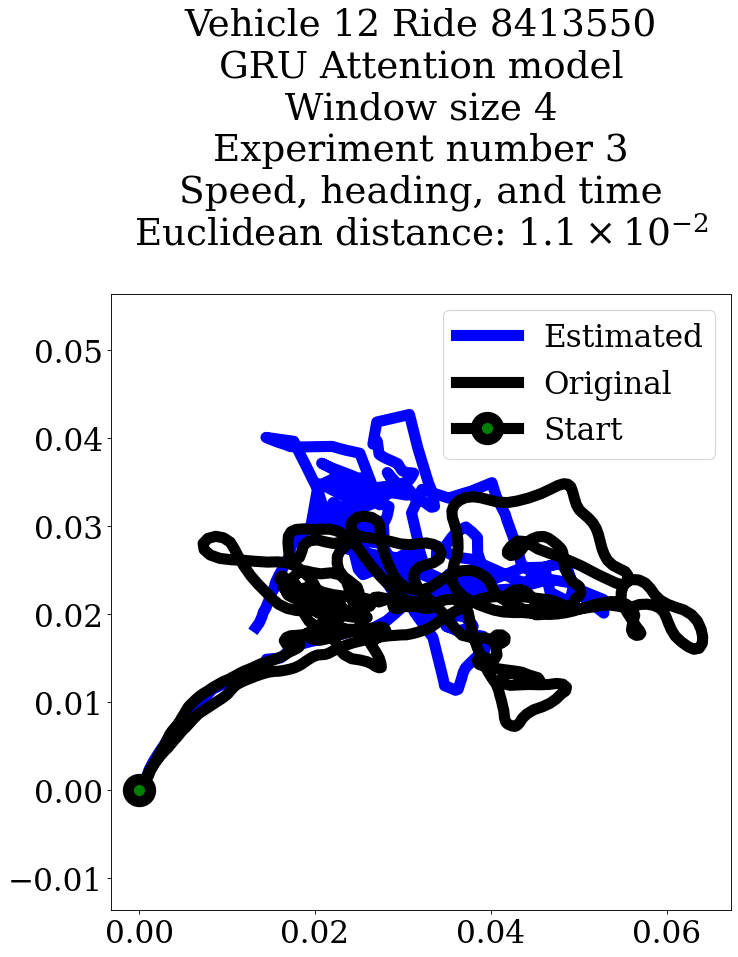 Vehicle 12 Ride 8413550
GRU Attention model
Window size 4
Experiment number 3
Speed, heading, and time
Euclidean distance: 1.1 × 10⁻²
Estimated
Original
Start
0.05
0.04
0.03
0.02
0.01
0.00
−0.01
0.00 0.02 0.04 0.06